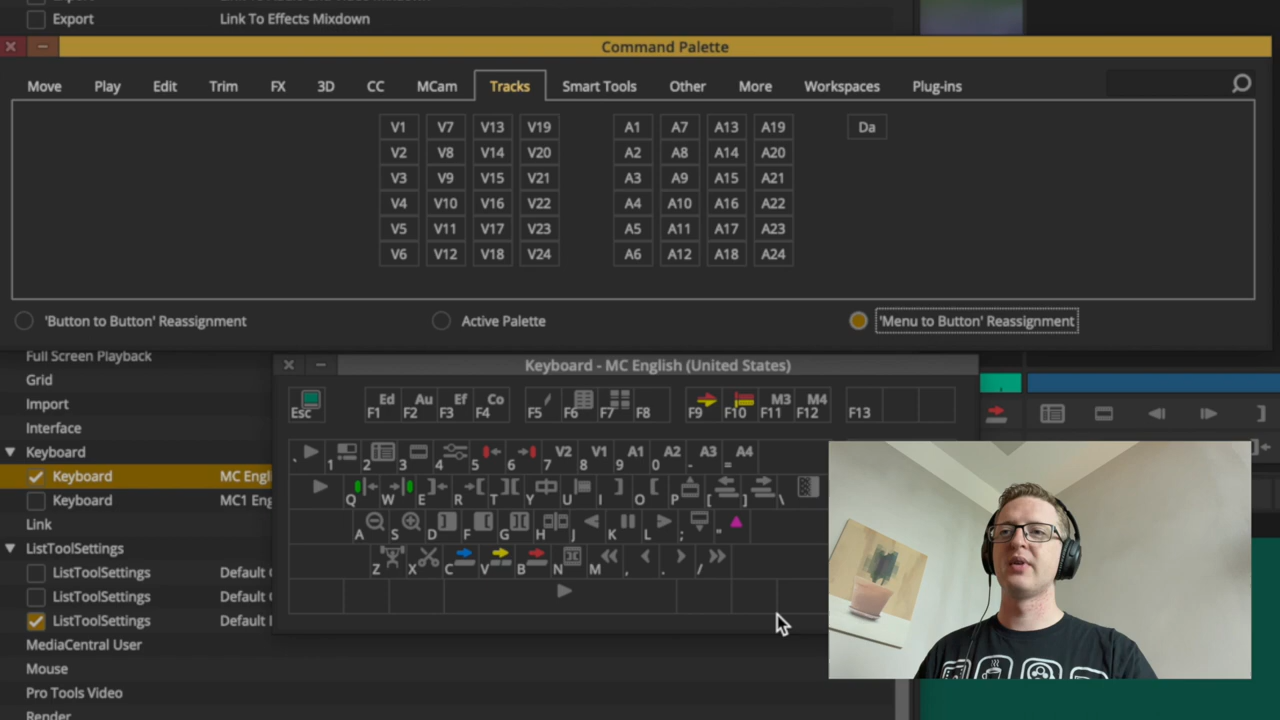 Export Link To Effects Mixdown
Command Palette
Move Play Edit Trim FX 3D CC MCam Tracks Smart Tools Other More Workspaces Plug-ins
V1 V7 V13 V19 A1 A7 A13 A19 Da
V2 V8 V14 V20 A2 A8 A14 A20
V3 V9 V15 V21 A3 A9 A15 A21
V4 V10 V16 V22 A4 A10 A16 A22
V5 V11 V17 V23 A5 A11 A17 A23
V6 V12 V18 V24 A6 A12 A18 A24
'Button to Button' Reassignment Active Palette 'Menu to Button' Reassignment
Full Screen Playback
Grid
Import
Interface
Keyboard
Keyboard MC Engl
Keyboard MC1 Eng
Link
ListToolSettings
ListToolSettings Default
ListToolSettings Default
ListToolSettings Default
MediaCentral User
Mouse
Pro Tools Video
Render
Keyboard - MC English (United States)
Ed Au Ef Co M3 M4
Esc F1 F2 F3 F4 F5 F6 F7 F8 F9 F10 F11 F12 F13
V2 V1 A1 A2 A3 A4
` 1 2 3 4 5 6 7 8 9 0 - =
Q W E R T Y U I O P [ ] \
A S D F G H J K L ; "
Z X C V B N M , . /